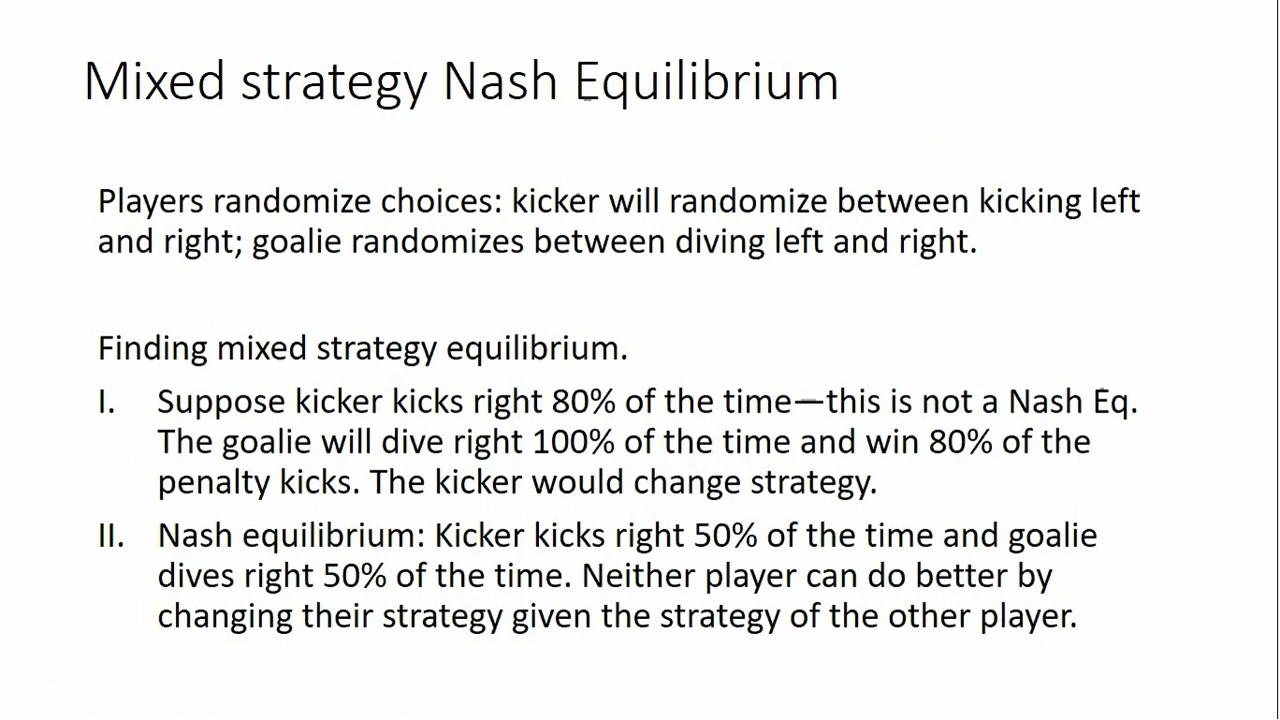 Mixed strategy Nash Equilibrium
Players randomize choices: kicker will randomize between kicking left
and right; goalie randomizes between diving left and right.
Finding mixed strategy equilibrium.
I. Suppose kicker kicks right 80% of the time—this is not a Nash Eq.
The goalie will dive right 100% of the time and win 80% of the
penalty kicks. The kicker would change strategy.
II. Nash equilibrium: Kicker kicks right 50% of the time and goalie
dives right 50% of the time. Neither player can do better by
changing their strategy given the strategy of the other player.